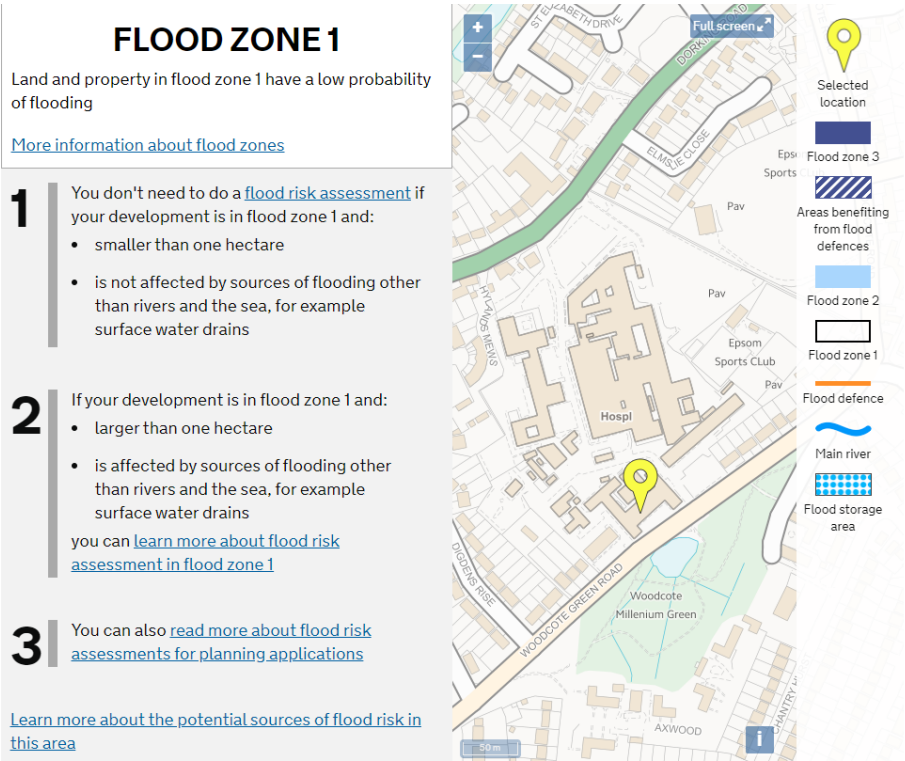 FLOOD ZONE 1
Land and property in flood zone 1 have a low probability
of flooding
More information about flood zones
1
You don't need to do a flood risk assessment if
your development is in flood zone 1 and:
• smaller than one hectare
• is not affected by sources of flooding other
than rivers and the sea, for example
surface water drains
2
If your development is in flood zone 1 and:
• larger than one hectare
• is affected by sources of flooding other
than rivers and the sea, for example
surface water drains
you can learn more about flood risk
assessment in flood zone 1
3
You can also read more about flood risk
assessments for planning applications
Learn more about the potential sources of flood risk in
this area
+
−
Full screen
DORKING ROAD
ELMSLIE CLOSE
Pav
HYLANDS MEWS
Pav
Epsom
Sports Club
Pav
Hospl
DIGDENS RISE
WOODCOTE GREEN ROAD
Woodcote
Millenium Green
AXWOOD
50 m
i
Selected
location
Flood zone 3
Areas benefiting
from flood
defences
Flood zone 2
Flood zone 1
Flood defence
Main river
Flood storage
area